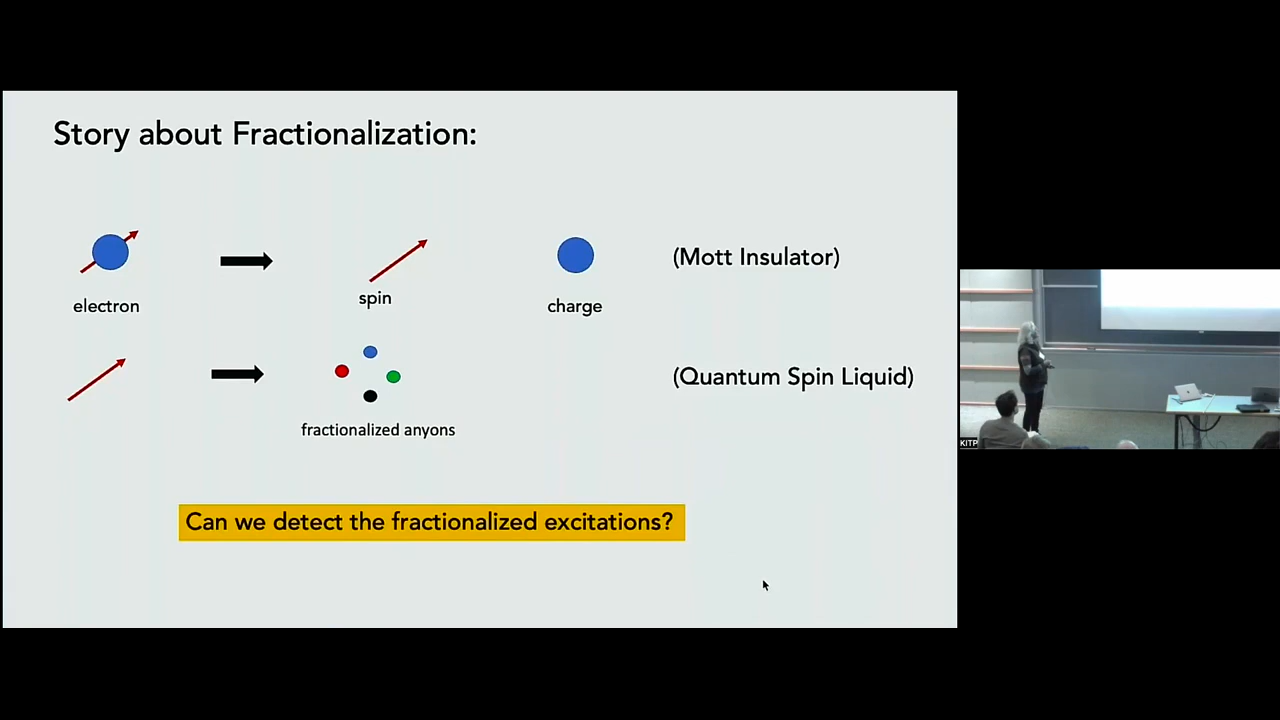 Story about Fractionalization:
(Mott Insulator)
electron
spin
charge
(Quantum Spin Liquid)
fractionalized anyons
Can we detect the fractionalized excitations?
KITP